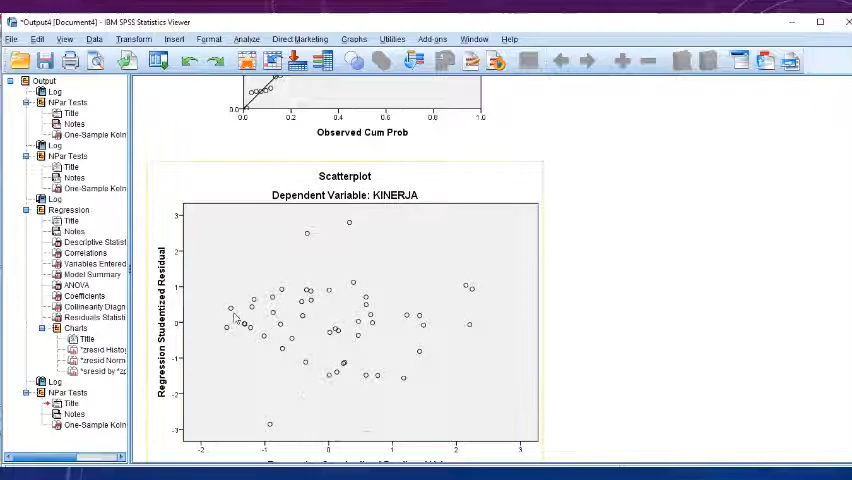 *Output4 [Document4] - IBM SPSS Statistics Viewer
File Edit View Data Transform Insert Format Analyze Direct Marketing Graphs Utilities Add-ons Window Help
Output
Log
NPar Tests
Title
Notes
One-Sample Koln
Log
NPar Tests
Title
Notes
One-Sample Koln
Log
Regression
Title
Notes
Descriptive Statist
Correlations
Variables Entered
Model Summary
ANOVA
Coefficients
Collinearity Diagn
Residuals Statisti
Charts
Title
*zresid Histog
*zresid Norm
*sresid by *zp
Log
NPar Tests
Title
Notes
One-Sample Koln
0.0
0.0 0.2 0.4 0.6 0.8 1.0
Observed Cum Prob
Scatterplot
Dependent Variable: KINERJA
Regression Studentized Residual
3
2
1
0
-1
-2
-3
-2 -1 0 1 2 3